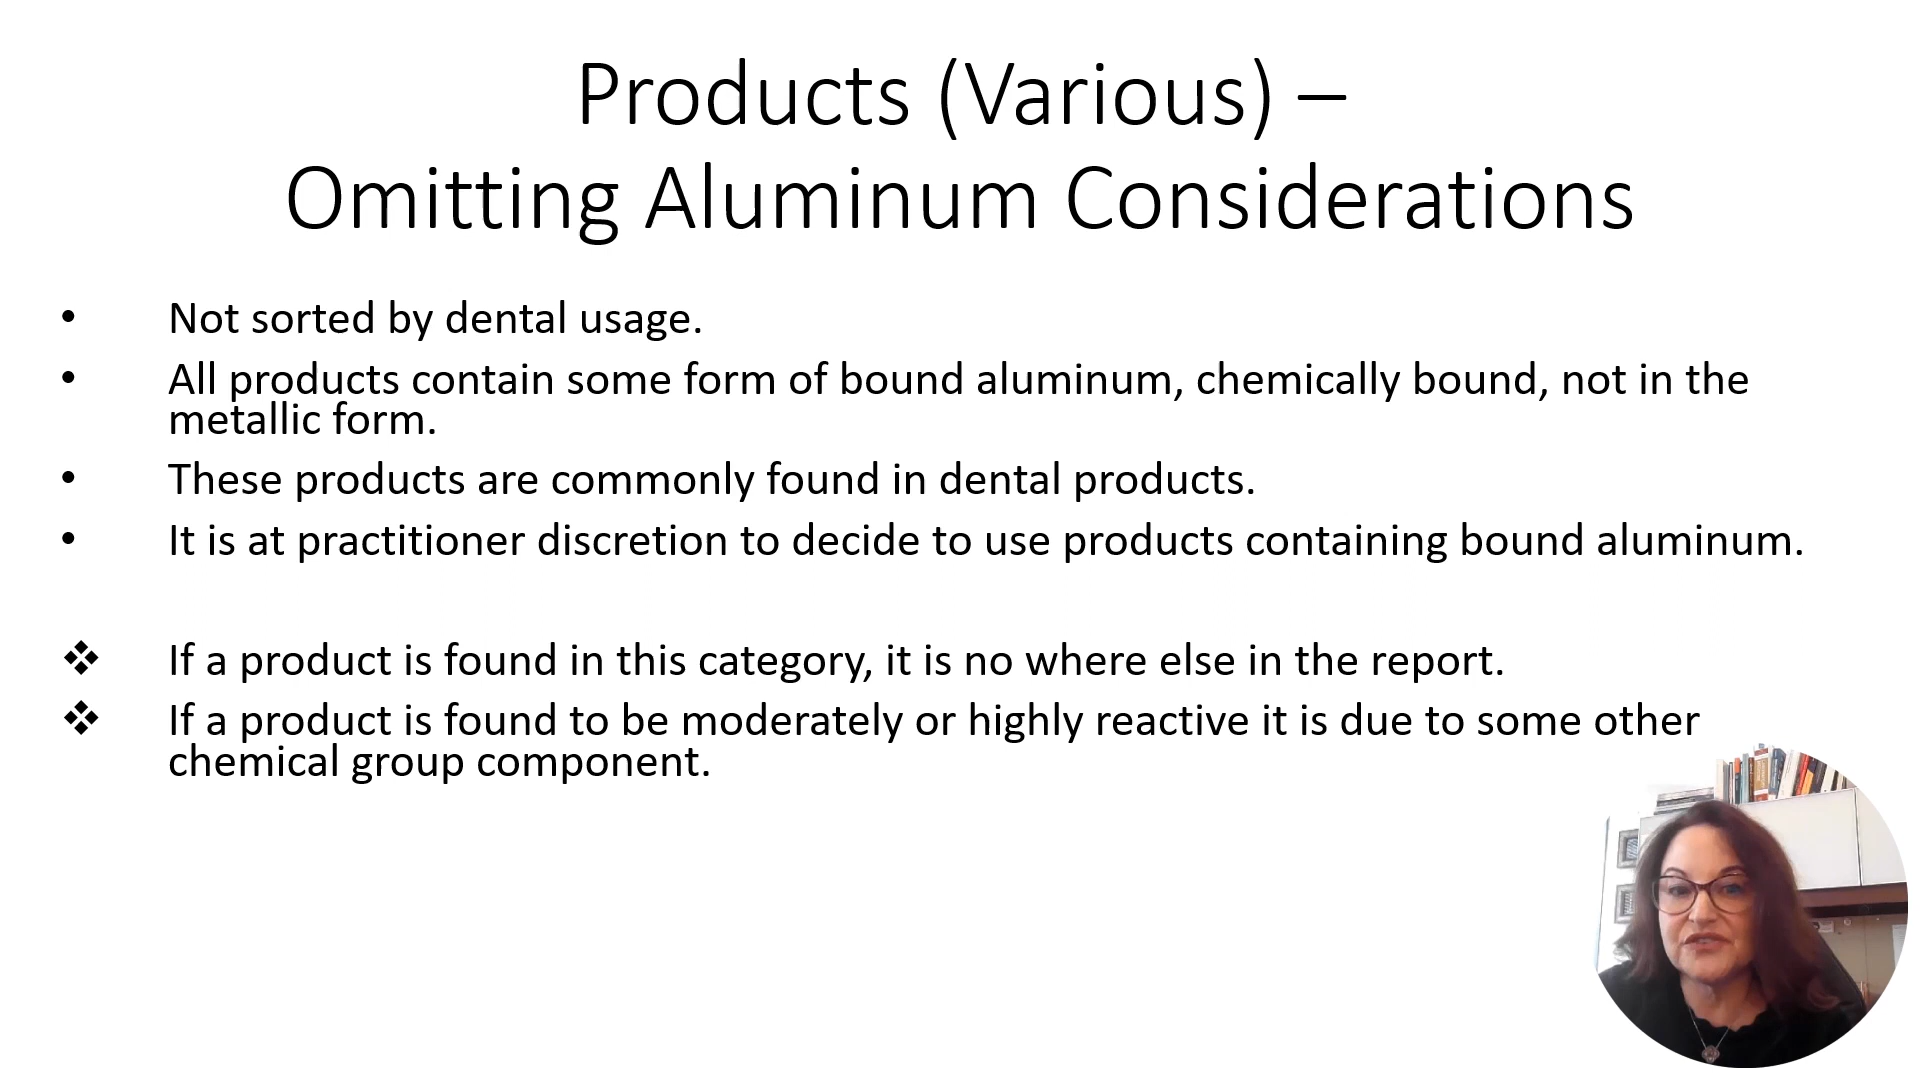 Products (Various) –
Omitting Aluminum Considerations
• Not sorted by dental usage.
• All products contain some form of bound aluminum, chemically bound, not in the
metallic form.
• These products are commonly found in dental products.
• It is at practitioner discretion to decide to use products containing bound aluminum.
❖ If a product is found in this category, it is no where else in the report.
❖ If a product is found to be moderately or highly reactive it is due to some other
chemical group component.